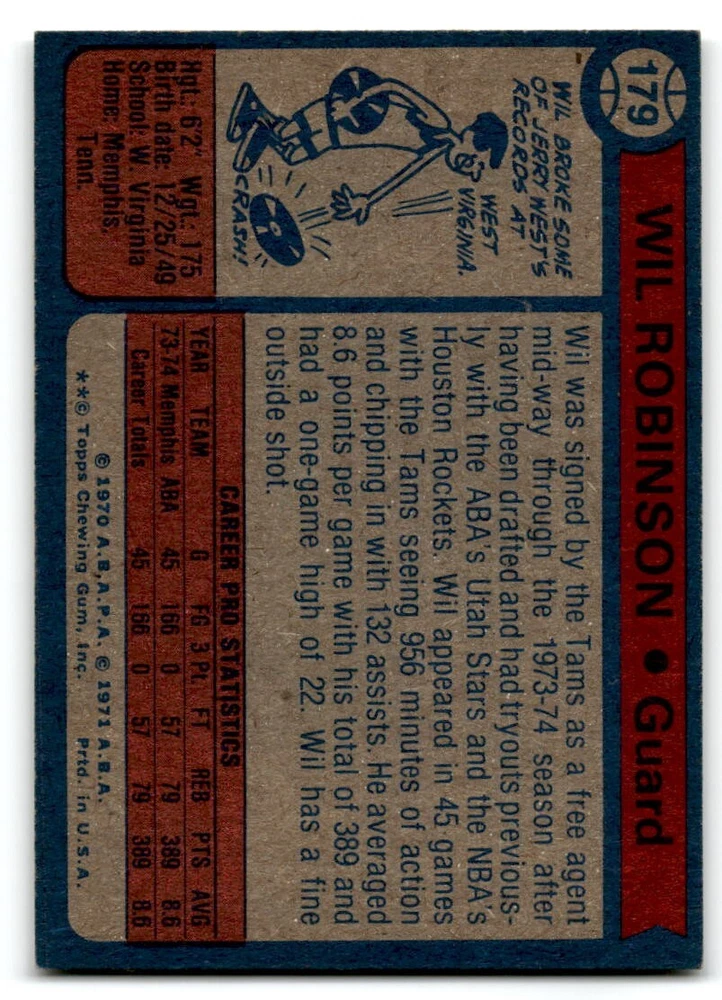 179
WIL ROBINSON • Guard
WIL BROKE SOME
OF JERRY WEST'S
RECORDS AT
WEST
VIRGINIA.
CRASH!
Hgt.: 6'2" Wgt.: 175
Birth date: 12/25/49
School: W. Virginia
Home: Memphis
Tenn.
Wil was signed by the Tams as a free agent
mid-way through the 1973-74 season after
having been drafted and had tryouts previous-
ly with the ABA's Utah Stars and the NBA's
Houston Rockets. Wil appeared in 45 games
with the Tams seeing 956 minutes of action
and chipping in with 132 assists. He averaged
8.6 points per game with his total of 389 and
had a one-game high of 22. Wil has a fine
outside shot.
CAREER PRO STATISTICS
YEAR TEAM G FG 3 Pt. FT REB PTS AVG
73-74 Memphis ABA 45 166 0 57 79 389 8.6
Career Totals 45 166 0 57 79 389 8.6
© 1970 A B,A,P.A. © 1971 A.B.A.
**© Topps Chewing Gum, Inc. Prtd. in U.S.A.